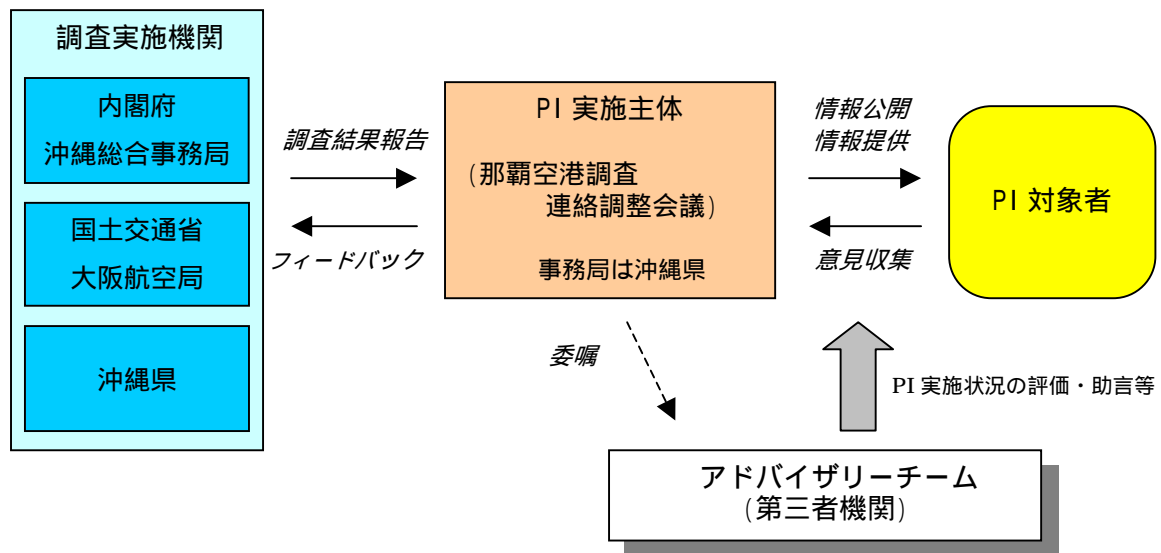 調査実施機関
内閣府
沖縄総合事務局
国土交通省
大阪航空局
沖縄県
調査結果報告
フィードバック
PI 実施主体
(那覇空港調査
連絡調整会議)
事務局は沖縄県
情報公開
情報提供
意見収集
PI 対象者
委嘱
PI 実施状況の評価・助言等
アドバイザリーチーム
(第三者機関)